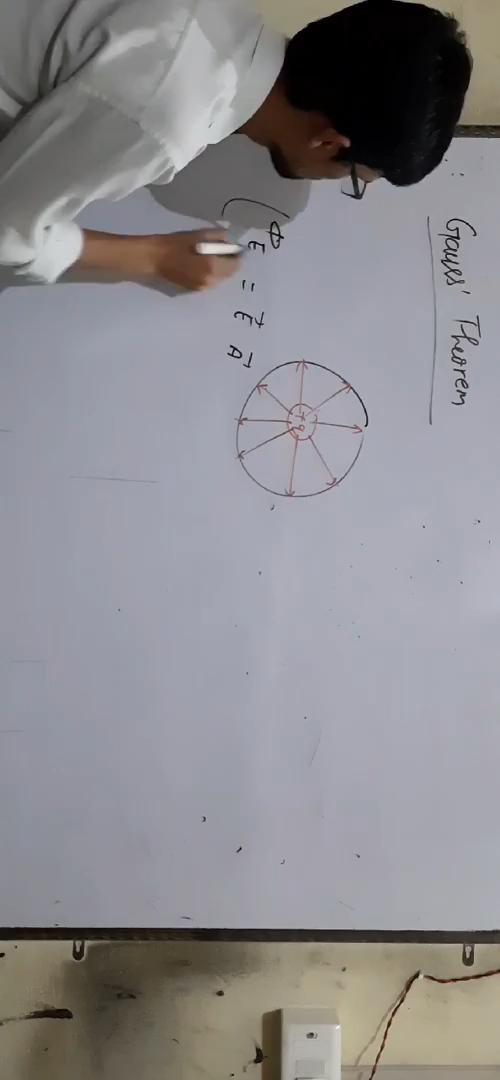 Gauss' Theorem
+q
Φ_E = E⃗ A⃗